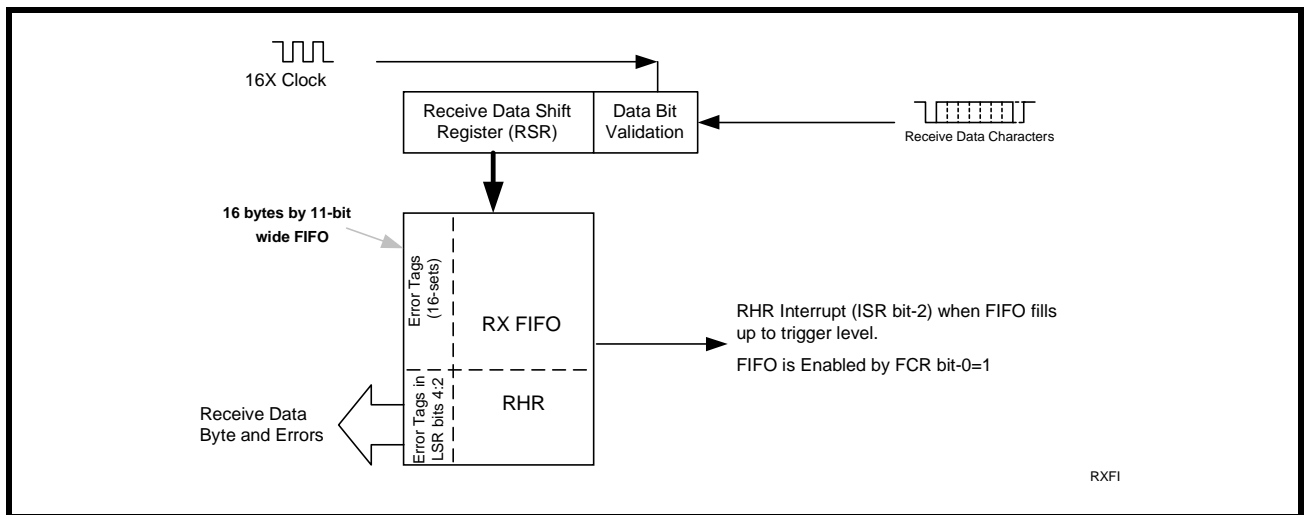 16X Clock
Receive Data Shift
Register (RSR)
Data Bit
Validation
Receive Data Characters
16 bytes by 11-bit
wide FIFO
Error Tags
(16-sets)
RX FIFO
RHR Interrupt (ISR bit-2) when FIFO fills
up to trigger level.
FIFO is Enabled by FCR bit-0=1
Error Tags in
LSR bits 4:2
RHR
Receive Data
Byte and Errors
RXFI